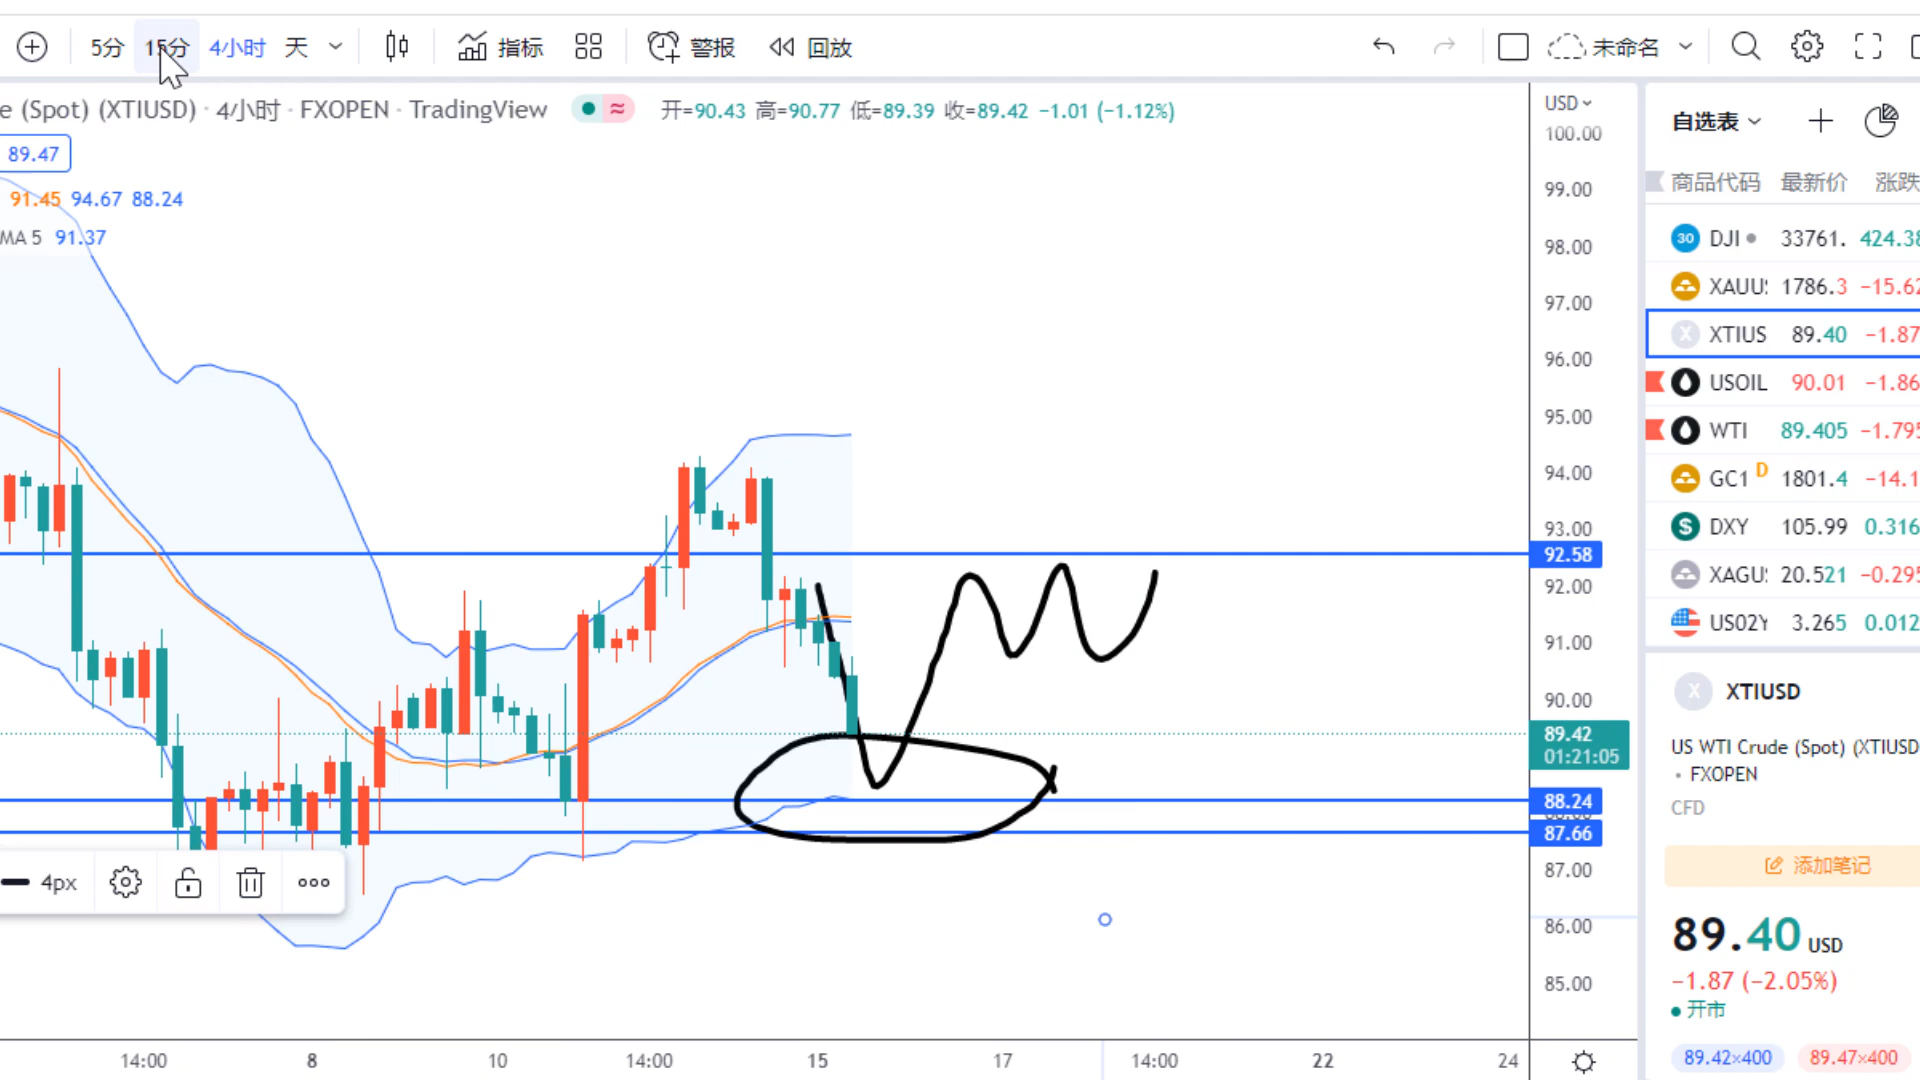 5分 15分 4小时 天 指标 警报 回放 未命名
e (Spot) (XTIUSD) · 4小时 · FXOPEN · TradingView 开=90.43 高=90.77 低=89.39 收=89.42 −1.01 (−1.12%)
89.47
91.45 94.67 88.24
MA 5 91.37
USD
100.00
99.00
98.00
97.00
96.00
95.00
94.00
93.00
92.58
92.00
91.00
90.00
89.42
01:21:05
88.24
87.66
87.00
86.00
85.00
4px
14:00 8 10 14:00 15 17 14:00 22 24
自选表
商品代码 最新价 涨跌
30 DJI 33761. 424.38
XAUU 1786.3 −15.62
X XTIUS 89.40 −1.87
USOIL 90.01 −1.86
WTI 89.405 −1.795
GC1 D 1801.4 −14.1
S DXY 105.99 0.316
XAGU 20.521 −0.295
US02Y 3.265 0.012
X XTIUSD
US WTI Crude (Spot) (XTIUSD
• FXOPEN
CFD
添加笔记
89.40 USD
−1.87 (−2.05%)
开市
89.42×400 89.47×400